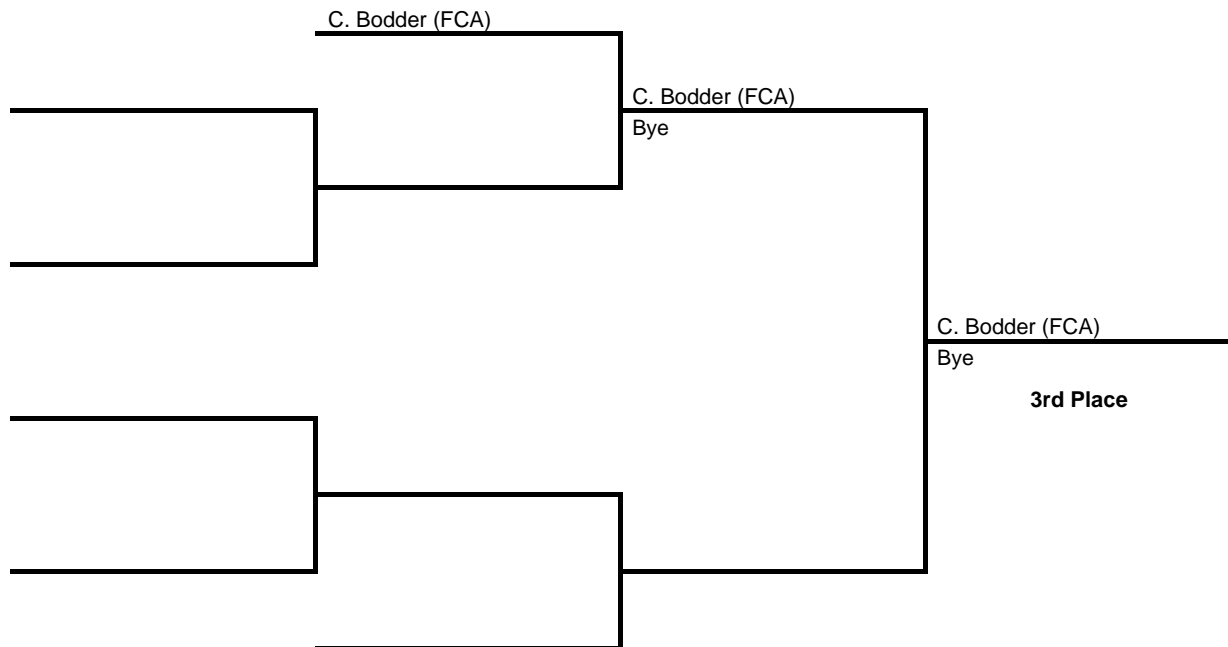 C. Bodder (FCA)
C. Bodder (FCA)
Bye
C. Bodder (FCA)
Bye
3rd Place